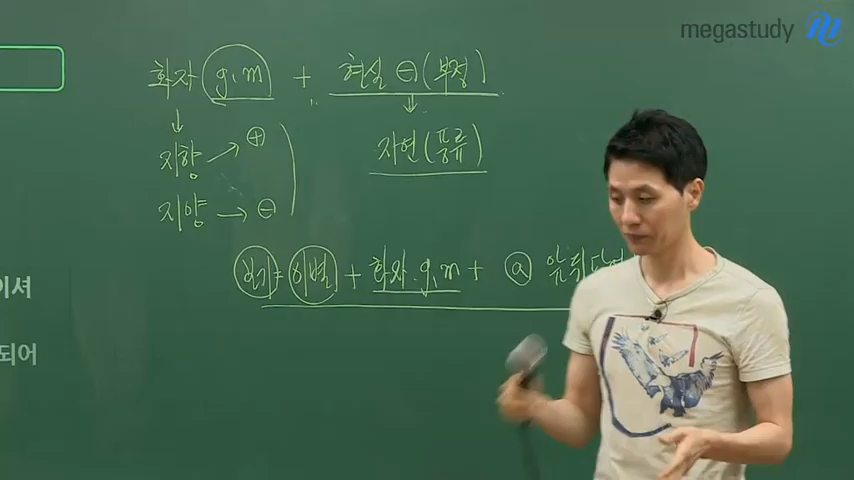 megastudy
화자 g,m + 현실 ⊖ (부정)
↓ ↓
지향 → ⊕ 자연 (풍류)
지양 → ⊖
= 이별 + 화자 g,m + ⓐ
이셔
되어